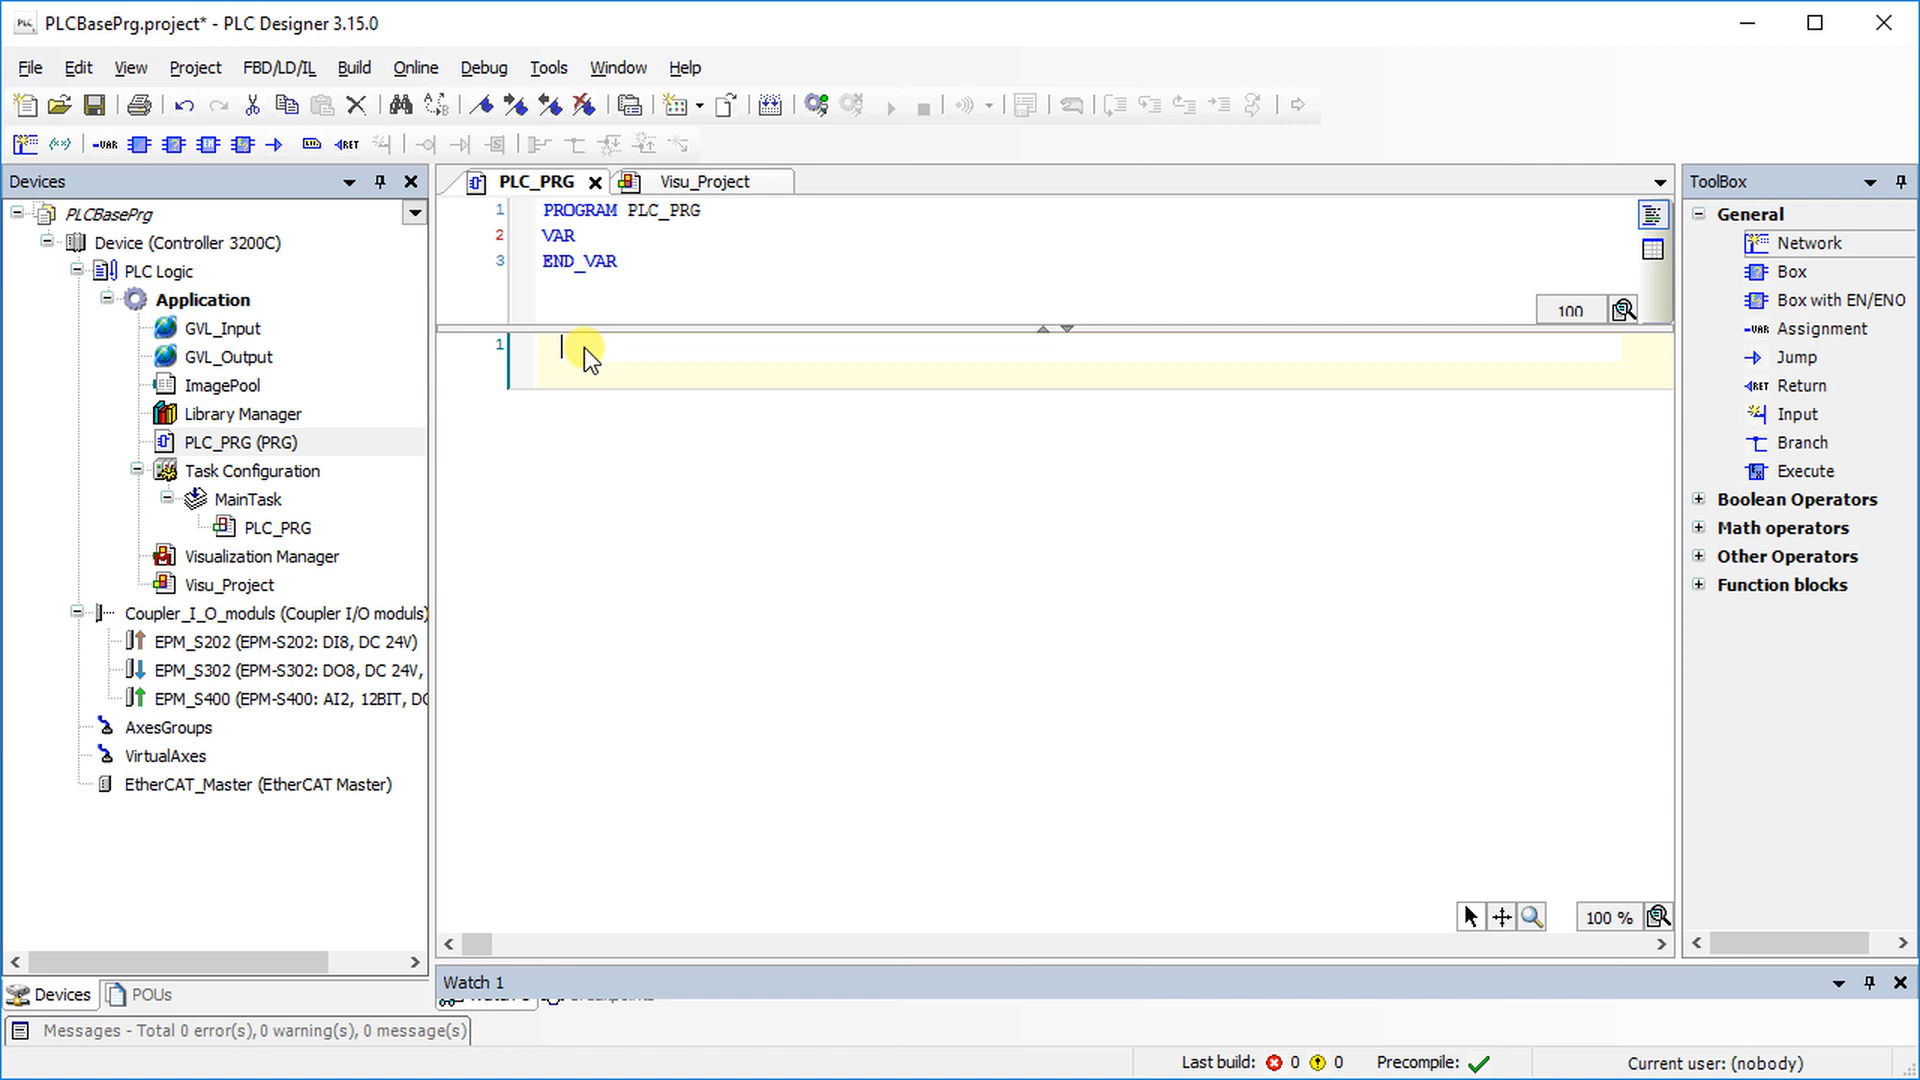 PLCBasePrg.project* - PLC Designer 3.15.0
File Edit View Project FBD/LD/IL Build Online Debug Tools Window Help
Devices
PLCBasePrg
Device (Controller 3200C)
PLC Logic
Application
GVL_Input
GVL_Output
ImagePool
Library Manager
PLC_PRG (PRG)
Task Configuration
MainTask
PLC_PRG
Visualization Manager
Visu_Project
Coupler_I_O_moduls (Coupler I/O moduls)
EPM_S202 (EPM-S202: DI8, DC 24V)
EPM_S302 (EPM-S302: DO8, DC 24V,
EPM_S400 (EPM-S400: AI2, 12BIT, DC
AxesGroups
VirtualAxes
EtherCAT_Master (EtherCAT Master)
Devices POUs
PLC_PRG Visu_Project
1 PROGRAM PLC_PRG
2 VAR
3 END_VAR
100
1
100 %
Watch 1
ToolBox
General
Network
Box
Box with EN/ENO
Assignment
Jump
Return
Input
Branch
Execute
Boolean Operators
Math operators
Other Operators
Function blocks
Messages - Total 0 error(s), 0 warning(s), 0 message(s)
Last build: 0 0 Precompile: Current user: (nobody)